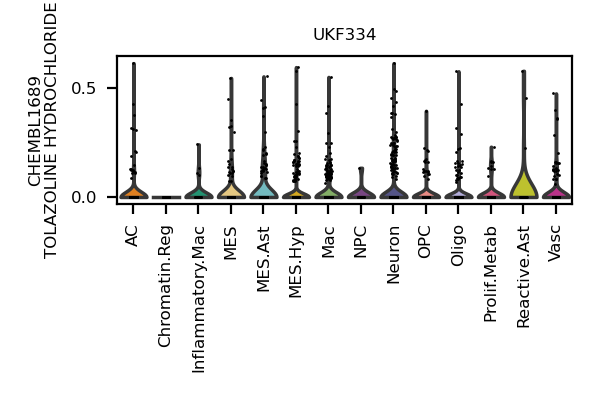 UKF334
CHEMBL1689
TOLAZOLINE HYDROCHLORIDE
0.5
0.0
AC
Chromatin.Reg
Inflammatory.Mac
MES
MES.Ast
MES.Hyp
Mac
NPC
Neuron
OPC
Oligo
Prolif.Metab
Reactive.Ast
Vasc